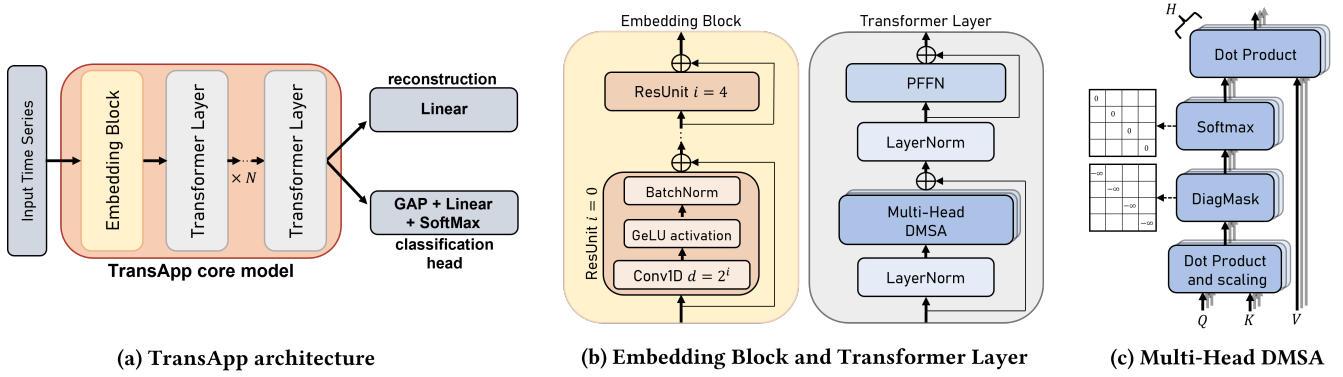 Input Time Series
Embedding Block
Transformer Layer
× N
Transformer Layer
reconstruction
Linear
GAP + Linear
+ SoftMax
classification
head
TransApp core model
(a) TransApp architecture
Embedding Block
ResUnit i = 4
ResUnit i = 0
BatchNorm
GeLU activation
Conv1D d = 2^i
Transformer Layer
PFFN
LayerNorm
Multi-Head
DMSA
LayerNorm
(b) Embedding Block and Transformer Layer
H
Dot Product
Softmax
0
0
0
0
DiagMask
−∞
−∞
−∞
−∞
Dot Product
and scaling
Q K V
(c) Multi-Head DMSA